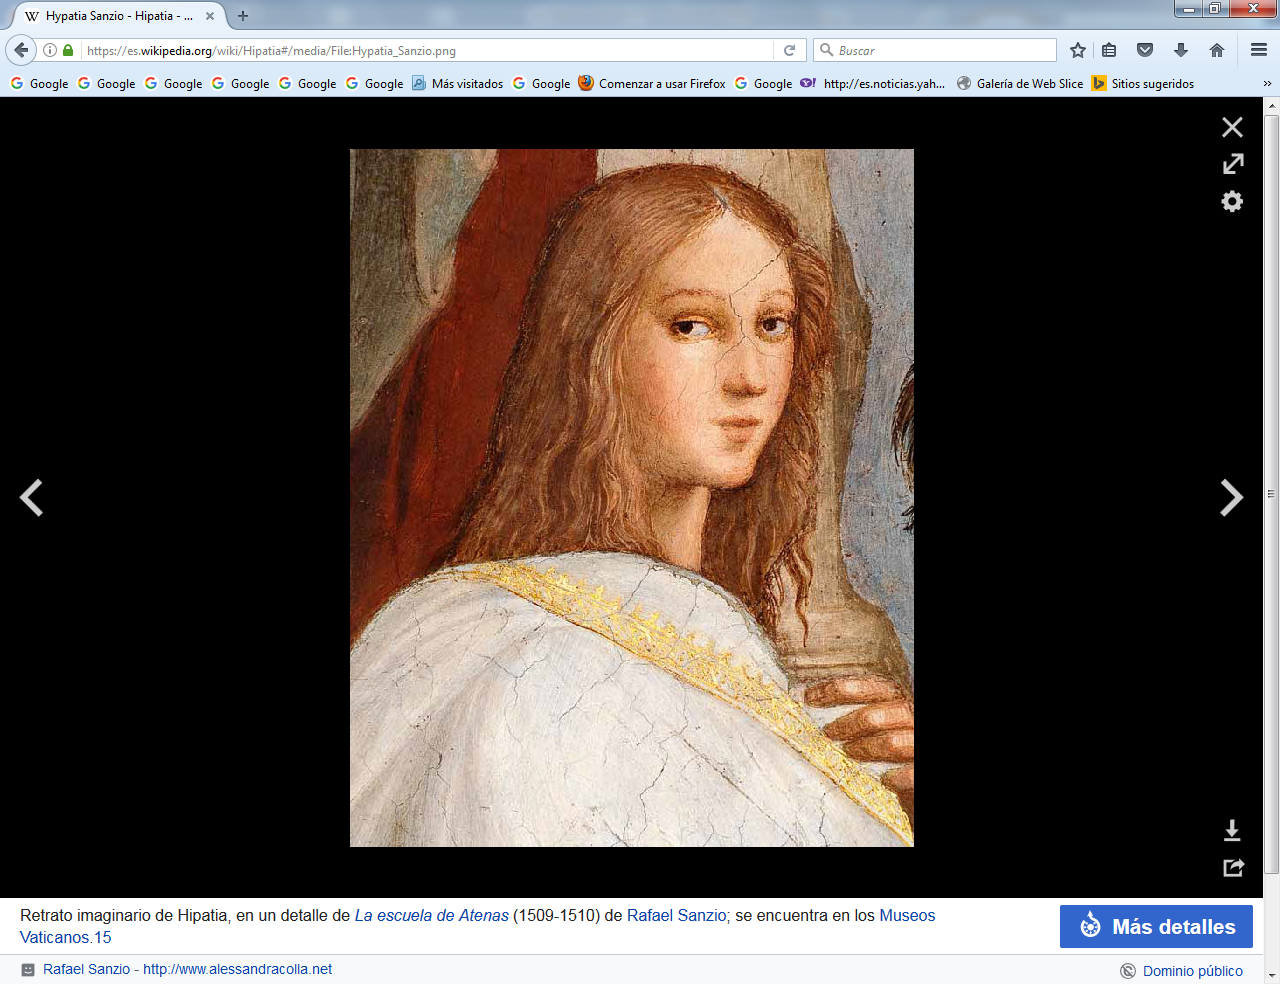 Hypatia Sanzio - Hipatia - ...
https://es.wikipedia.org/wiki/Hipatia#/media/File:Hypatia_Sanzio.png
Buscar
Google Google Google Google Google Google Más visitados Google Comenzar a usar Firefox Google http://es.noticias.yah... Galería de Web Slice Sitios sugeridos »
Retrato imaginario de Hipatia, en un detalle de La escuela de Atenas (1509-1510) de Rafael Sanzio; se encuentra en los Museos
Vaticanos.15
Más detalles
Rafael Sanzio - http://www.alessandracolla.net
Dominio público